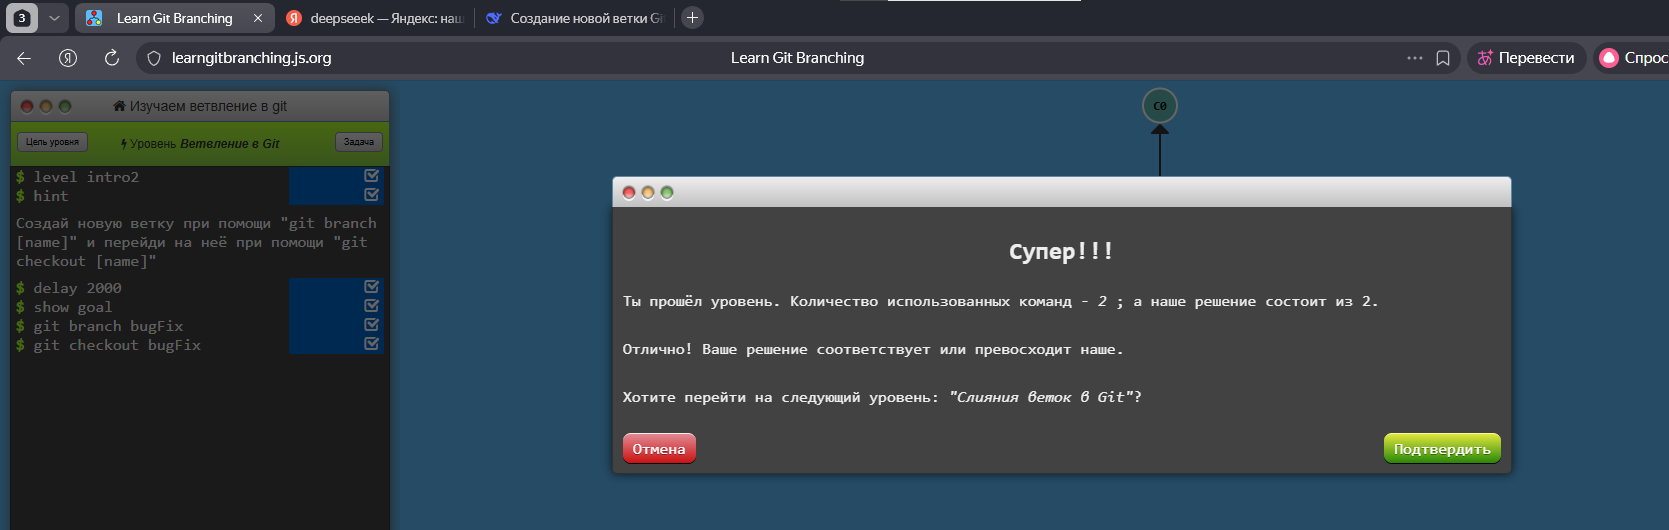 3
Learn Git Branching
deepseeek — Яндекс: наш
Создание новой ветки Gi
Я
learngitbranching.js.org
Learn Git Branching
Перевести
Спрос
Изучаем ветвление в git
Цель уровня
Уровень Ветвление в Git
Задача
$ level intro2
$ hint
Создай новую ветку при помощи "git branch
[name]" и перейди на неё при помощи "git
checkout [name]"
$ delay 2000
$ show goal
$ git branch bugFix
$ git checkout bugFix
C0
Супер!!!
Ты прошёл уровень. Количество использованных команд - 2 ; а наше решение состоит из 2.
Отлично! Ваше решение соответствует или превосходит наше.
Хотите перейти на следующий уровень: "Слияния веток в Git"?
Отмена
Подтвердить